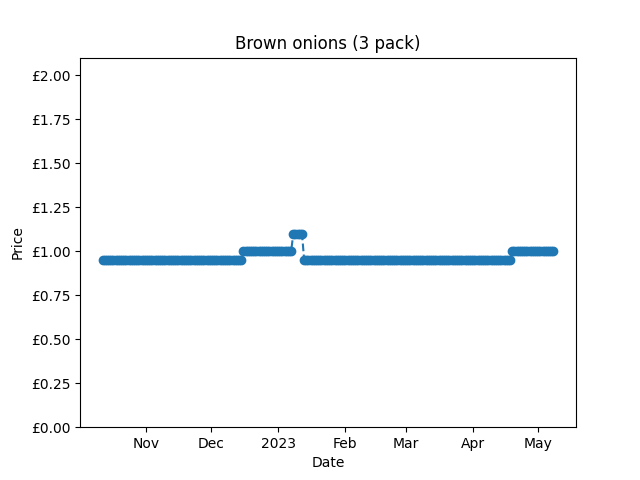 Brown onions (3 pack)
£2.00
£1.75
£1.50
£1.25
£1.00
£0.75
£0.50
£0.25
£0.00
Price
Nov Dec 2023 Feb Mar Apr May
Date